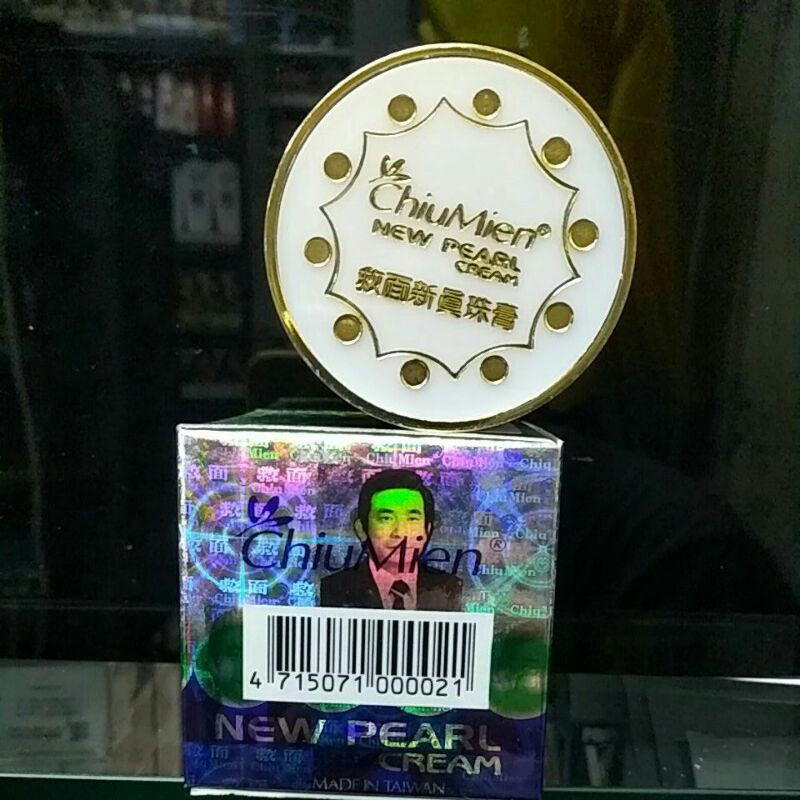 ChiuMien®
NEW PEARL
CREAM
救面新真珠膏
ChiuMien®
4 715071 000021
NEW PEARL
CREAM
MADE IN TAIWAN